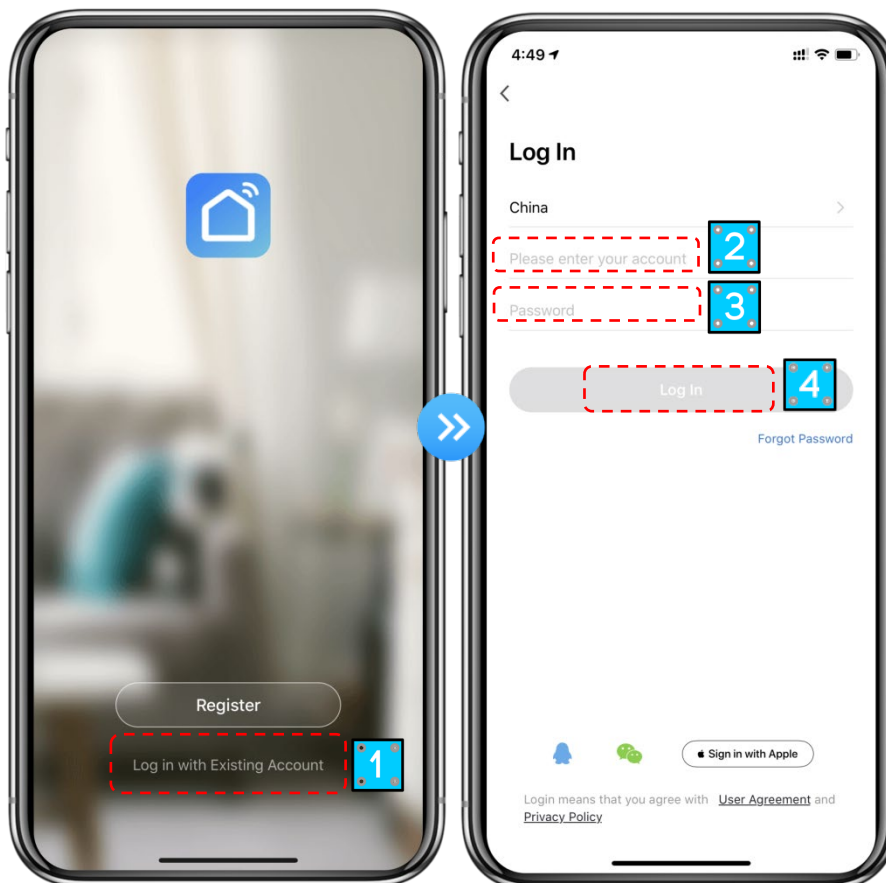 Register
Log in with Existing Account
1
4:49
Log In
China
Please enter your account
2
Password
3
Log In
4
Forgot Password
Sign in with Apple
Login means that you agree with User Agreement and
Privacy Policy